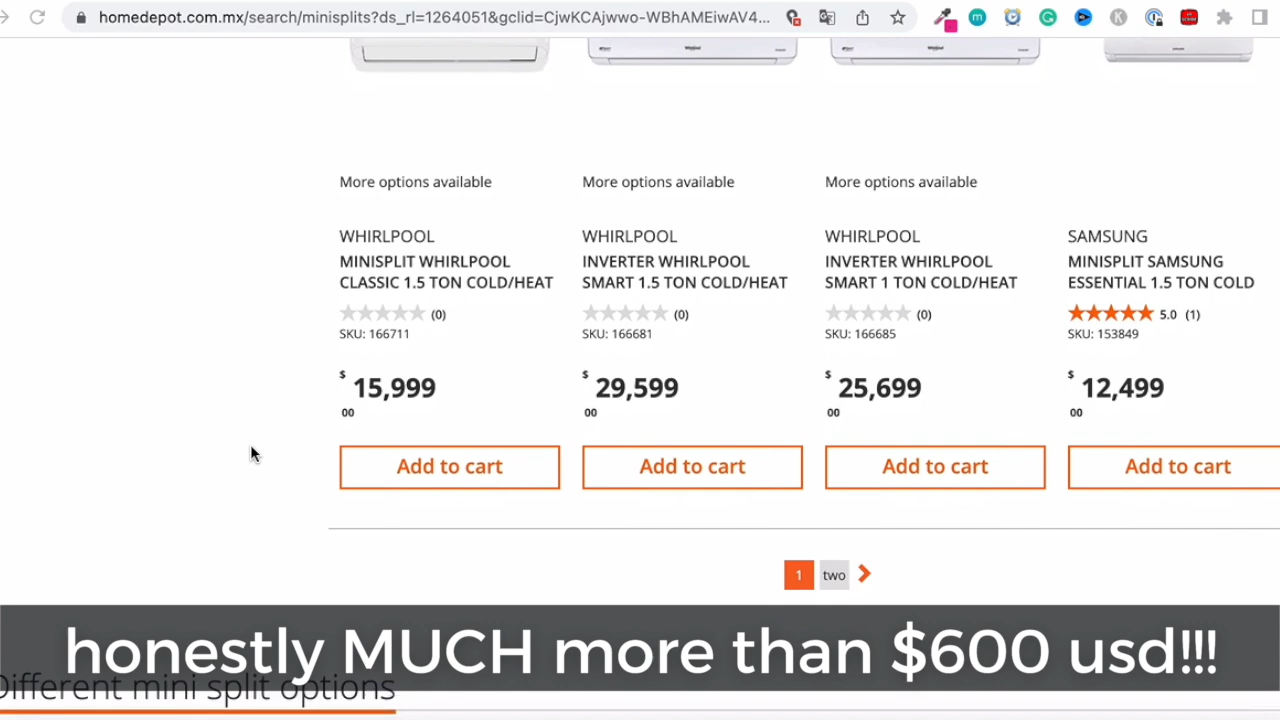 homedepot.com.mx/search/minisplits?ds_rl=1264051&gclid=CjwKCAjwwo-WBhAMEiwAV4...
More options available
More options available
More options available
WHIRLPOOL
MINISPLIT WHIRLPOOL
CLASSIC 1.5 TON COLD/HEAT
(0)
SKU: 166711
$ 15,999
00
Add to cart
WHIRLPOOL
INVERTER WHIRLPOOL
SMART 1.5 TON COLD/HEAT
(0)
SKU: 166681
$ 29,599
00
Add to cart
WHIRLPOOL
INVERTER WHIRLPOOL
SMART 1 TON COLD/HEAT
(0)
SKU: 166685
$ 25,699
00
Add to cart
SAMSUNG
MINISPLIT SAMSUNG
ESSENTIAL 1.5 TON COLD
5.0 (1)
SKU: 153849
$ 12,499
00
Add to cart
1 two
honestly MUCH more than $600 usd!!!
Different mini split options